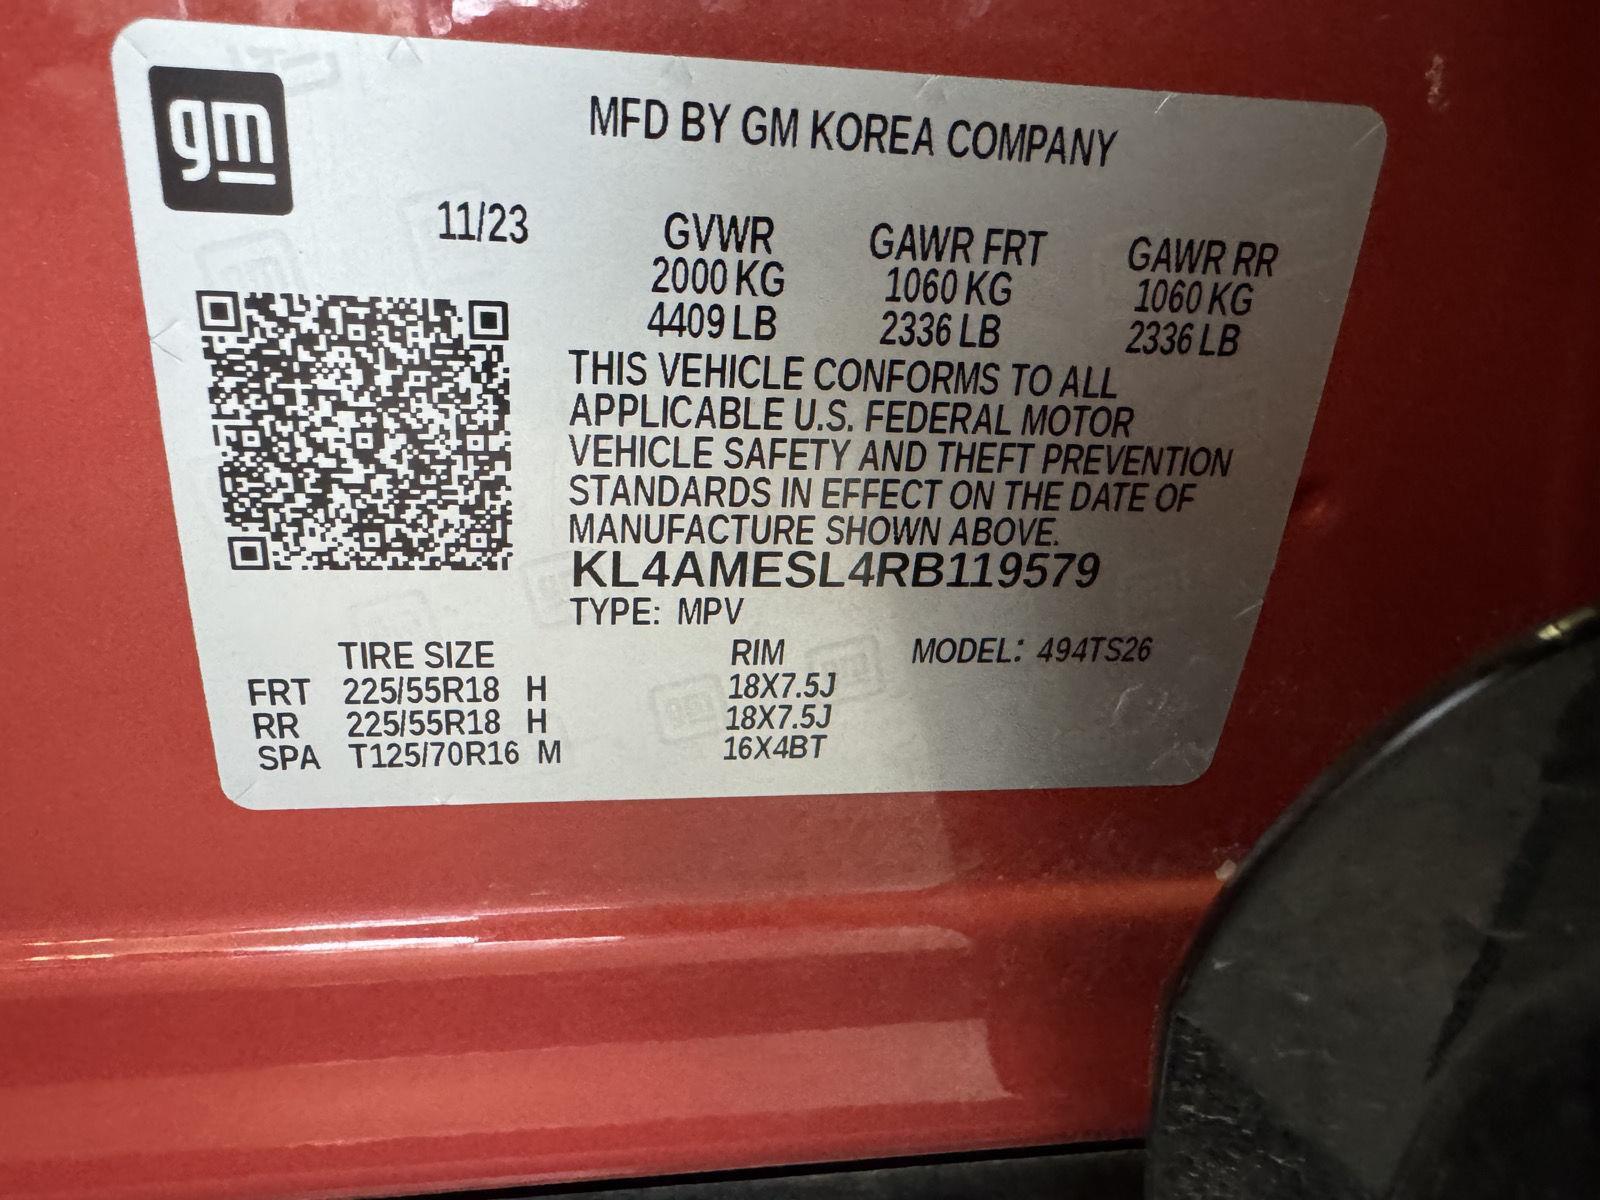 gm
MFD BY GM KOREA COMPANY
11/23 GVWR GAWR FRT GAWR RR
2000 KG 1060 KG 1060 KG
4409 LB 2336 LB 2336 LB
THIS VEHICLE CONFORMS TO ALL
APPLICABLE U.S. FEDERAL MOTOR
VEHICLE SAFETY AND THEFT PREVENTION
STANDARDS IN EFFECT ON THE DATE OF
MANUFACTURE SHOWN ABOVE.
KL4AMESL4RB119579
TYPE: MPV
TIRE SIZE RIM MODEL: 494TS26
FRT 225/55R18 H 18X7.5J
RR 225/55R18 H 18X7.5J
SPA T125/70R16 M 16X4BT